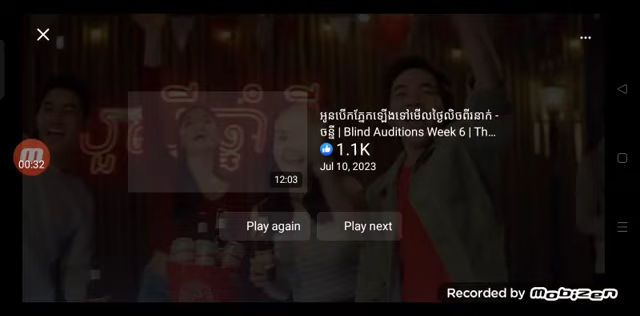 អូនបើកភ្នែកឡើងទៅមើលថ្ងៃលិចពីរនាក់ -
ចន្ធី | Blind Auditions Week 6 | Th...
1.1K
00:32
Jul 10, 2023
12:03
Play again
Play next
Recorded by MOBIZEN